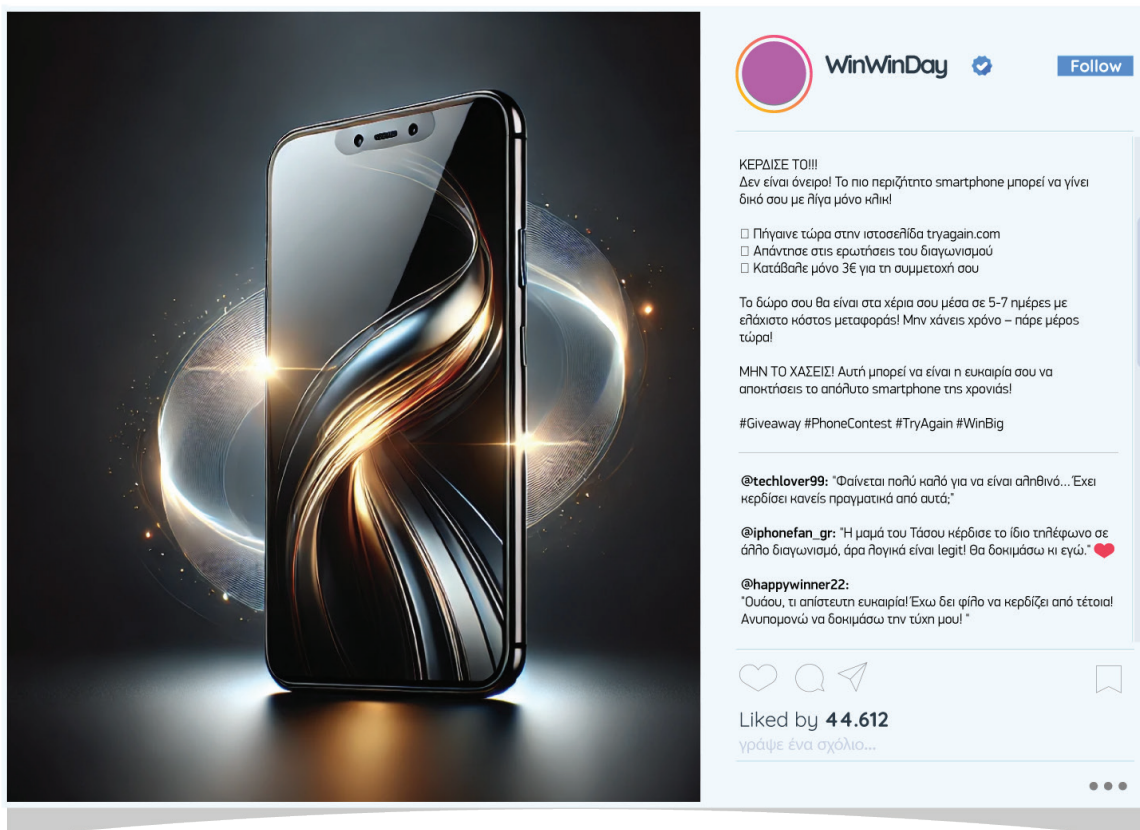 WinWinDay
Follow
ΚΕΡΔΙΣΕ ΤΟ!!!
Δεν είναι όνειρο! Το πιο περιζήτητο smartphone μπορεί να γίνει
δικό σου με λίγα μόνο κλικ!
□ Πήγαινε τώρα στην ιστοσελίδα tryagain.com
□ Απάντησε στις ερωτήσεις του διαγωνισμού
□ Κατάβαλε μόνο 3€ για τη συμμετοχή σου
Το δώρο σου θα είναι στα χέρια σου μέσα σε 5-7 ημέρες με
ελάχιστο κόστος μεταφοράς! Μην χάνεις χρόνο – πάρε μέρος
τώρα!
ΜΗΝ ΤΟ ΧΑΣΕΙΣ! Αυτή μπορεί να είναι η ευκαιρία σου να
αποκτήσεις το απόλυτο smartphone της χρονιάς!
#Giveaway #PhoneContest #TryAgain #WinBig
@techlover99: "Φαίνεται πολύ καλό για να είναι αληθινό... Έχει
κερδίσει κανείς πραγματικά από αυτά;"
@iphonefan_gr: "Η μαμά του Τάσου κέρδισε το ίδιο τηλέφωνο σε
άλλο διαγωνισμό, άρα λογικά είναι legit! Θα δοκιμάσω κι εγώ." ❤
@happywinner22:
"Ουάου, τι απίστευτη ευκαιρία! Έχω δει φίλο να κερδίζει από τέτοια!
Ανυπομονώ να δοκιμάσω την τύχη μου! "
Liked by 44.612
γράψε ένα σχόλιο...